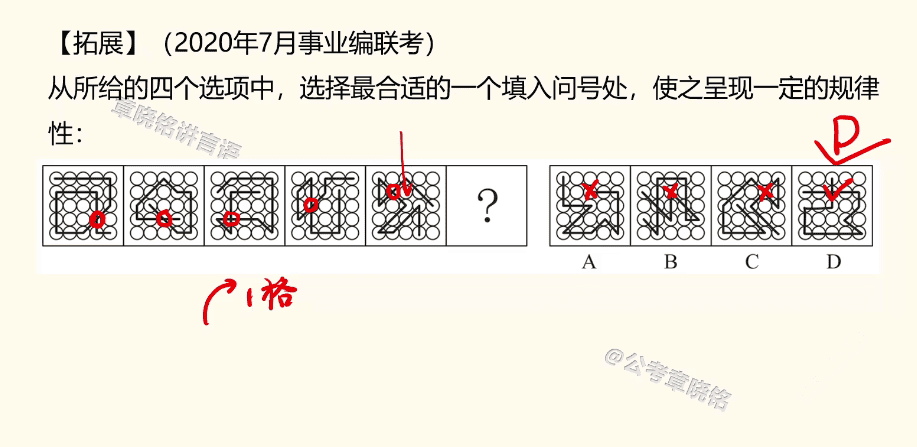 【拓展】（2020年7月事业编联考）
从所给的四个选项中，选择最合适的一个填入问号处，使之呈现一定的规律
性：
章晓铭讲言语
D
？
A B C D
1格
@公考章晓铭